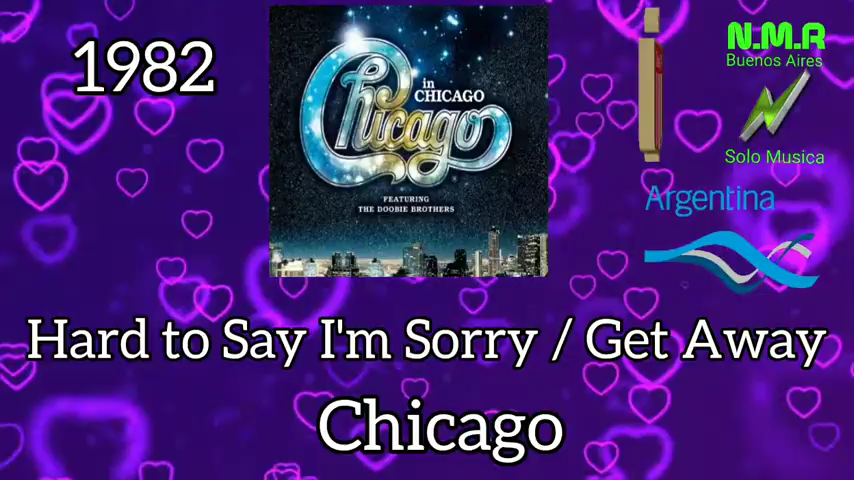 1982
in
CHICAGO
Chicago
FEATURING
THE DOOBIE BROTHERS
N.M.R
Buenos Aires
Solo Musica
Argentina
Hard to Say I'm Sorry / Get Away
Chicago